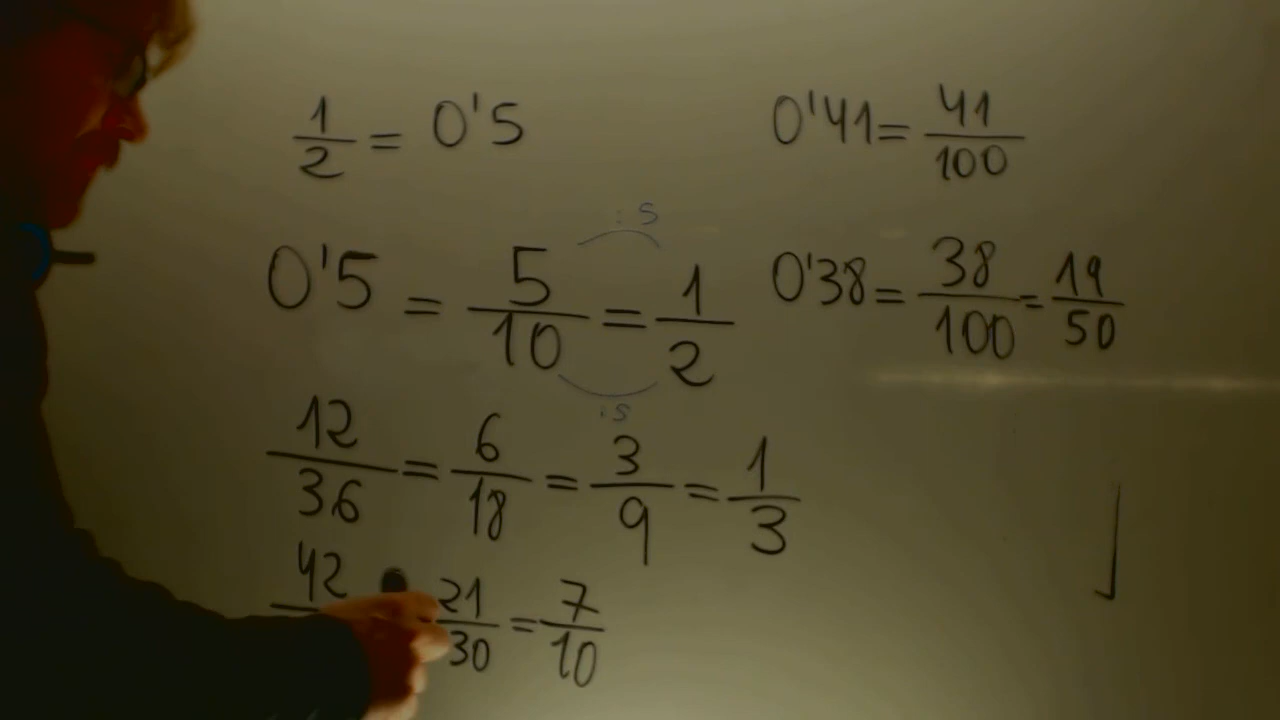 1/2 = 0'5
0'41 = 41/100
:5
0'5 = 5/10 = 1/2
:5
0'38 = 38/100 = 19/50
12/36 = 6/18 = 3/9 = 1/3
42
21/30 = 7/10